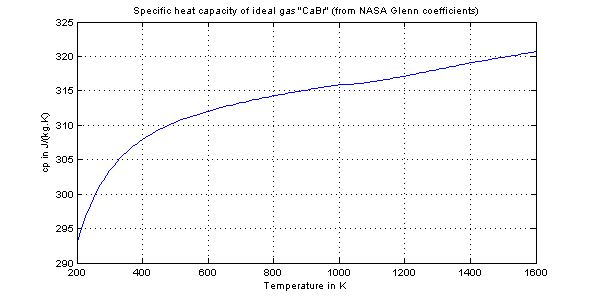 Specific heat capacity of ideal gas "CaBr" (from NASA Glenn coefficients)
325
320
315
310
305
300
295
290
cp in J/(kg.K)
200 400 600 800 1000 1200 1400 1600
Temperature in K